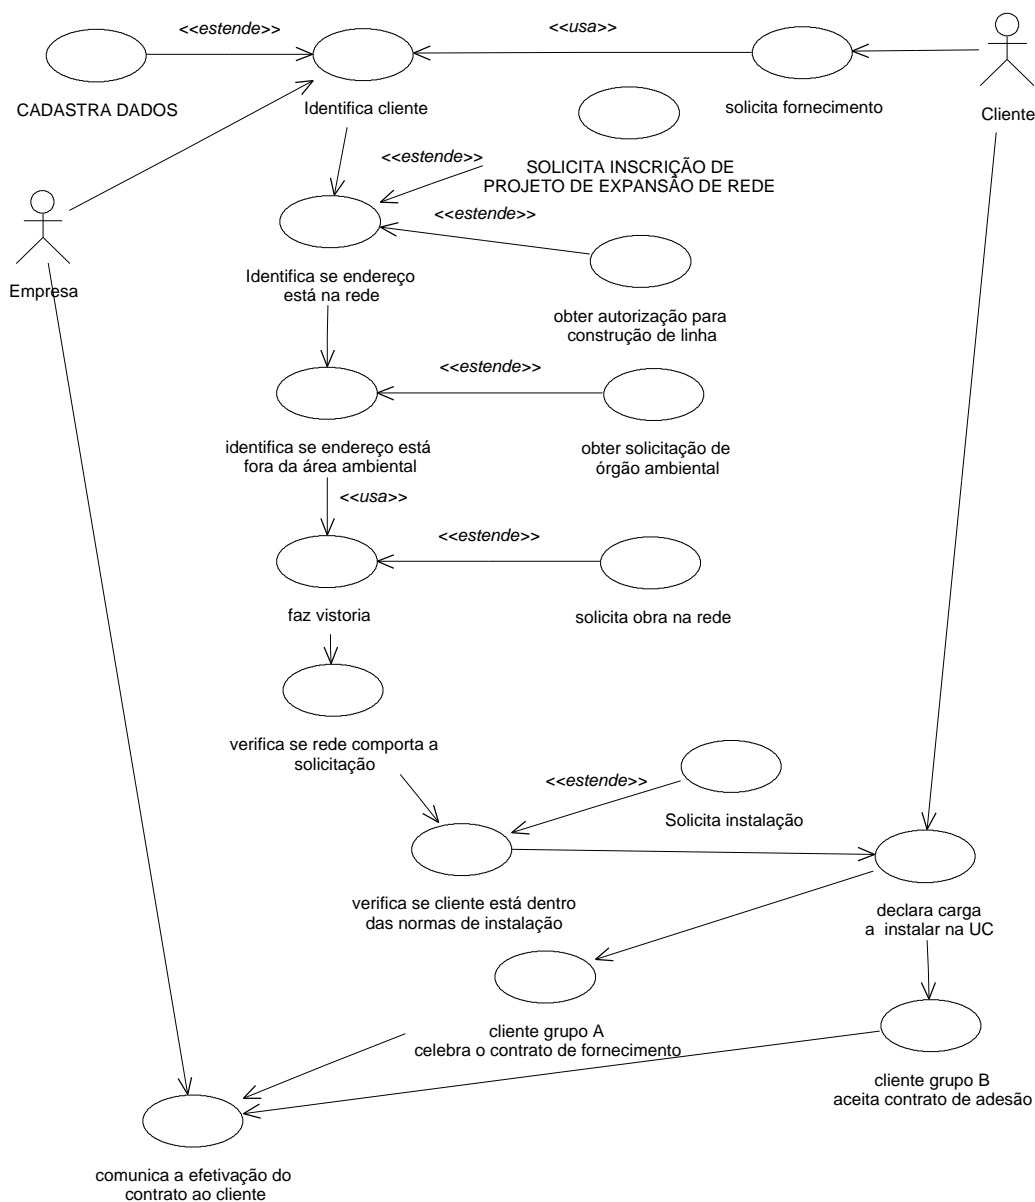 <<estende>>
<<usa>>
CADASTRA DADOS
Identifica cliente
solicita fornecimento
Cliente
<<estende>>
SOLICITA INSCRIÇÃO DE
PROJETO DE EXPANSÃO DE REDE
<<estende>>
Empresa
Identifica se endereço
está na rede
obter autorização para
construção de linha
<<estende>>
identifica se endereço está
fora da área ambiental
obter solicitação de
órgão ambiental
<<usa>>
<<estende>>
faz vistoria
solicita obra na rede
verifica se rede comporta a
solicitação
<<estende>>
Solicita instalação
verifica se cliente está dentro
das normas de instalação
declara carga
a instalar na UC
cliente grupo A
celebra o contrato de fornecimento
cliente grupo B
aceita contrato de adesão
comunica a efetivação do
contrato ao cliente